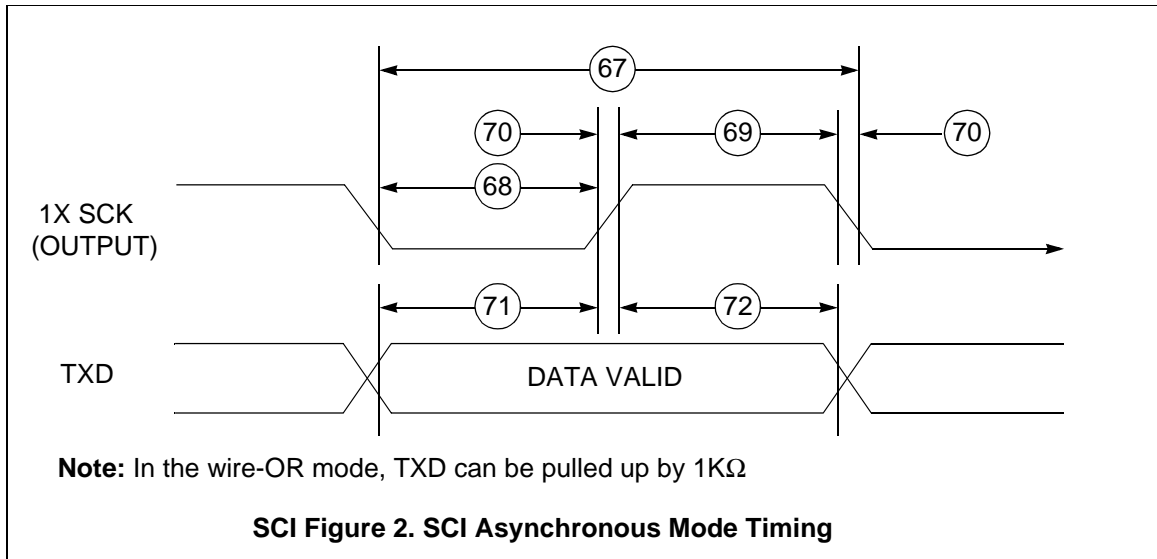 67
70
69
70
68
1X SCK
(OUTPUT)
71
72
TXD
DATA VALID
Note: In the wire-OR mode, TXD can be pulled up by 1KΩ
SCI Figure 2. SCI Asynchronous Mode Timing